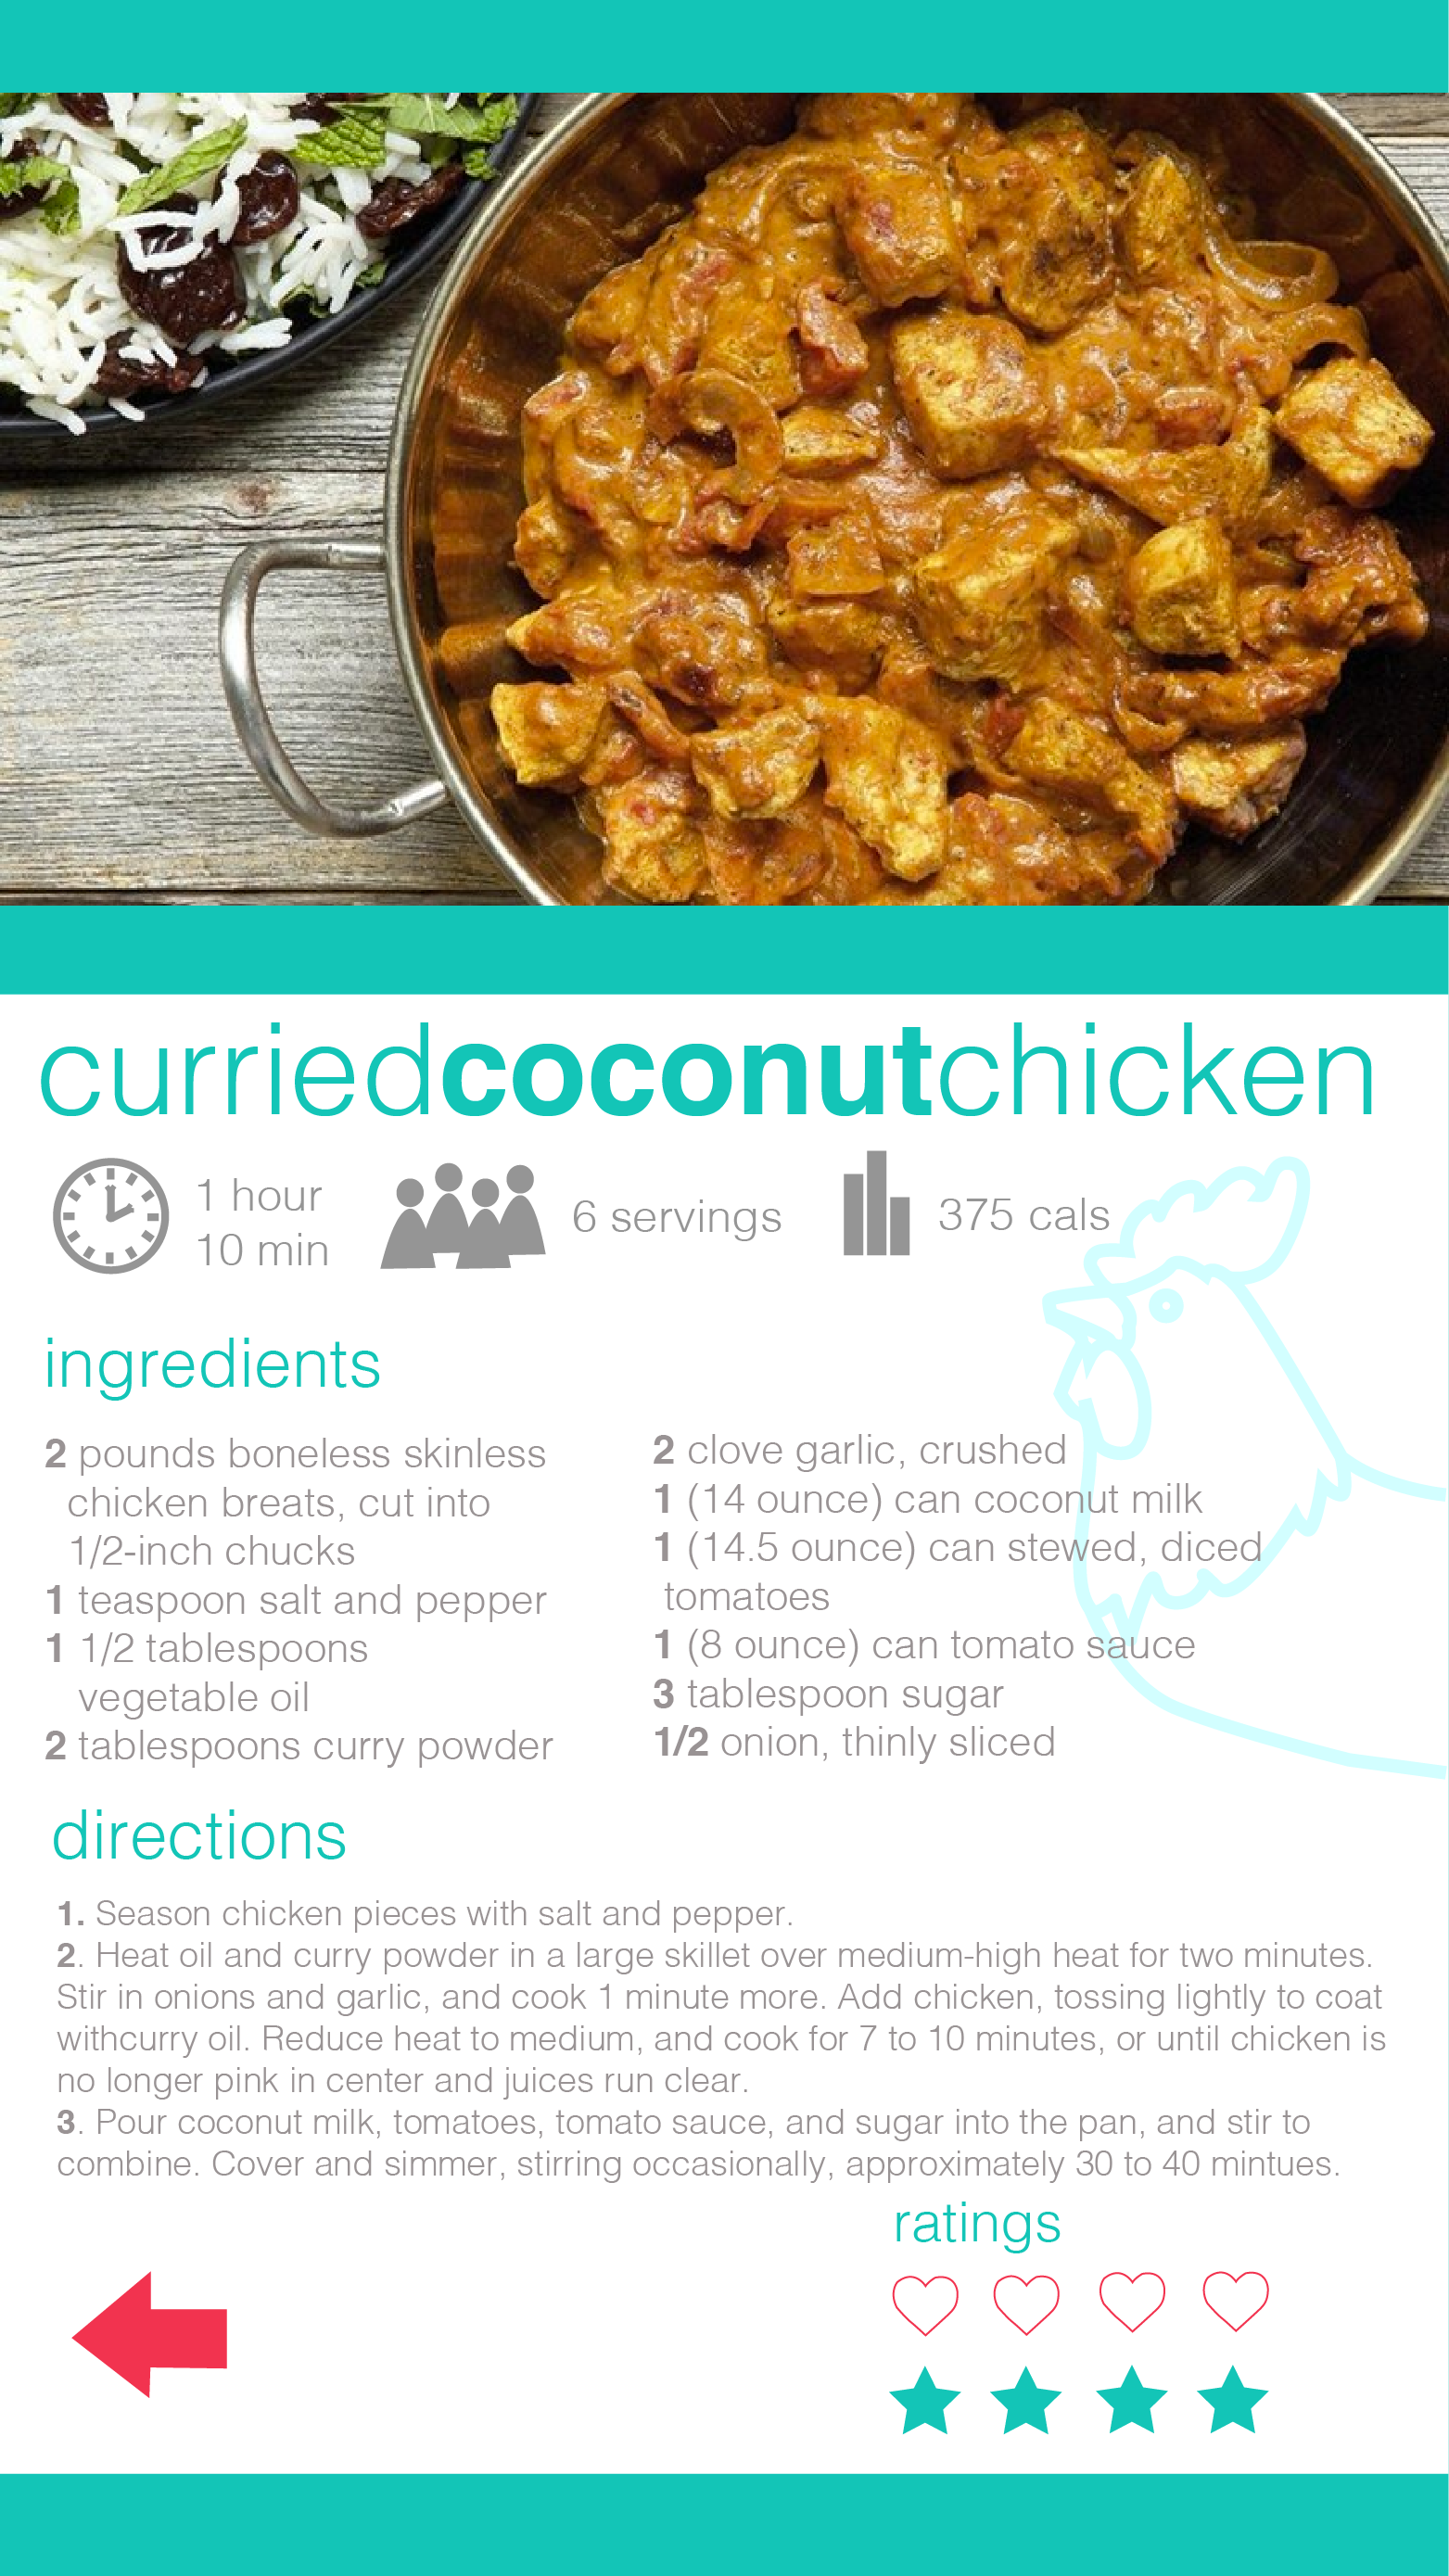 curriedcoconutchicken
1 hour
10 min
6 servings
375 cals
ingredients
2 pounds boneless skinless
chicken breats, cut into
1/2-inch chucks
1 teaspoon salt and pepper
1 1/2 tablespoons
vegetable oil
2 tablespoons curry powder
2 clove garlic, crushed
1 (14 ounce) can coconut milk
1 (14.5 ounce) can stewed, diced
tomatoes
1 (8 ounce) can tomato sauce
3 tablespoon sugar
1/2 onion, thinly sliced
directions
1. Season chicken pieces with salt and pepper.
2. Heat oil and curry powder in a large skillet over medium-high heat for two minutes.
Stir in onions and garlic, and cook 1 minute more. Add chicken, tossing lightly to coat
withcurry oil. Reduce heat to medium, and cook for 7 to 10 minutes, or until chicken is
no longer pink in center and juices run clear.
3. Pour coconut milk, tomatoes, tomato sauce, and sugar into the pan, and stir to
combine. Cover and simmer, stirring occasionally, approximately 30 to 40 mintues.
ratings